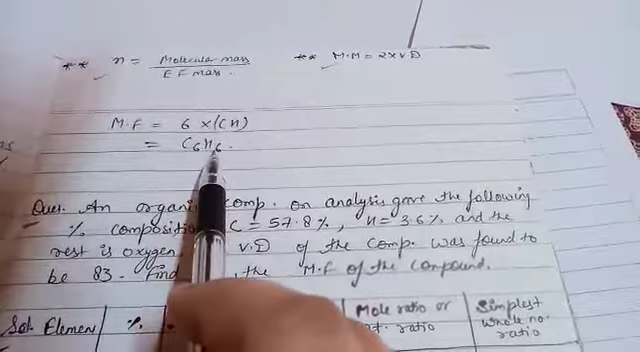 ** n = Molecular mass / E F mass.
** M.M = 2 x V D
M.F = 6 x (CH)
= C6H6.
Ques. An organi comp. on analysis gave the following
% compositio C = 57.8%, H = 3.6% and the
rest is oxygen V.D of the comp. was found to
be 83. Find the M.F of the compound.
Sol. Elemen % Mole ratio or ratio Simplest whole no. ratio